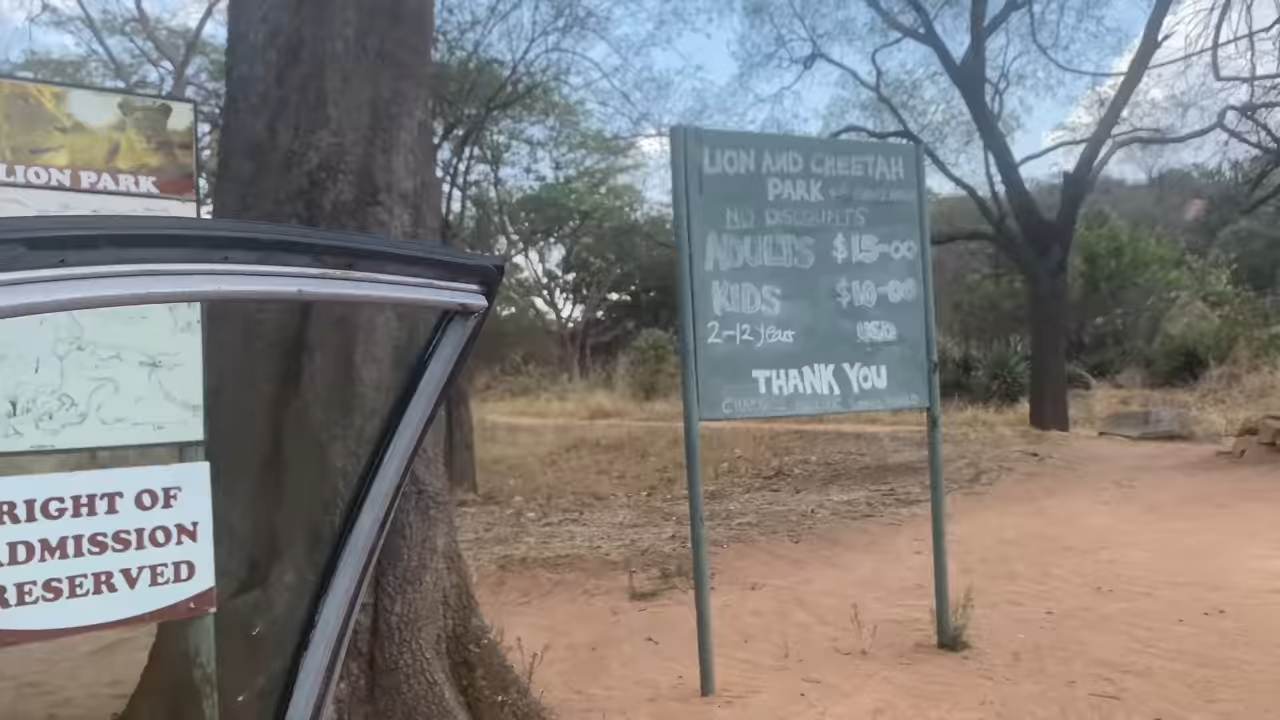 LION PARK
RIGHT OF
ADMISSION
RESERVED
LION AND CHEETAH
PARK
NO DISCOUNTS
ADULTS $15-00
KIDS $10-00
2-12 years USD
THANK YOU